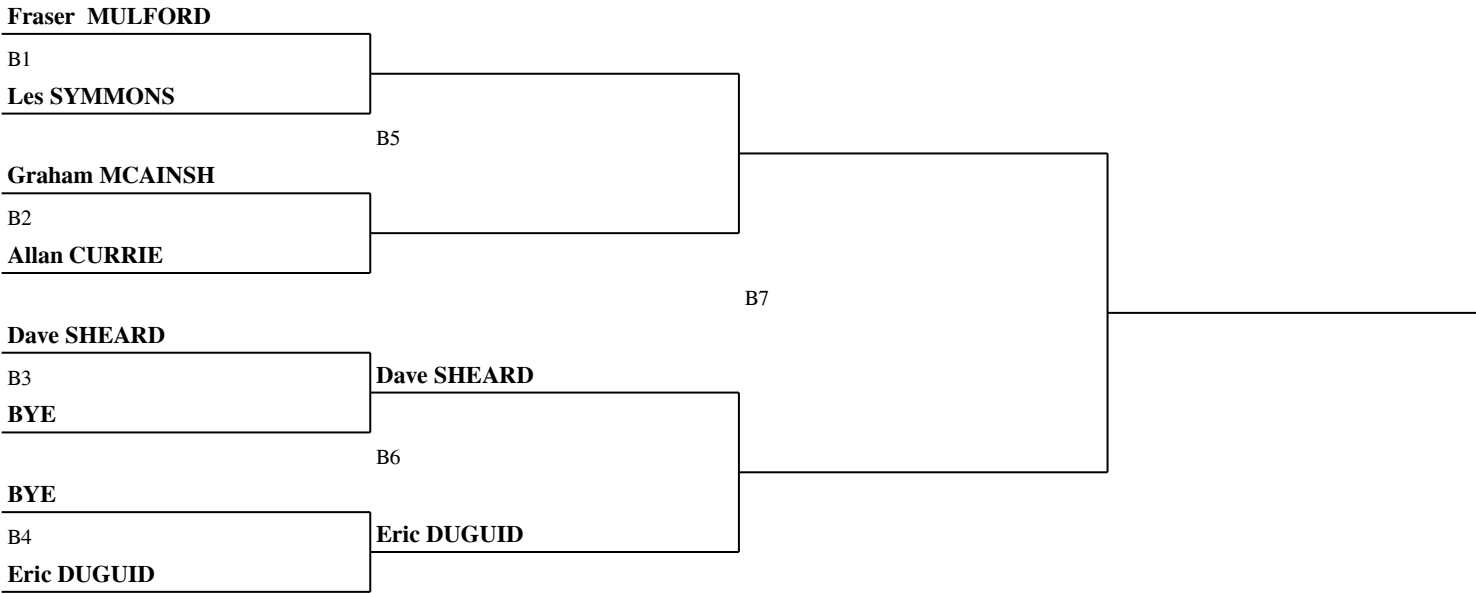 Fraser  MULFORD
B1
Les SYMMONS
B5
Graham MCAINSH
B2
Allan CURRIE
B7
Dave SHEARD
B3
Dave SHEARD
BYE
B6
BYE
B4
Eric DUGUID
Eric DUGUID